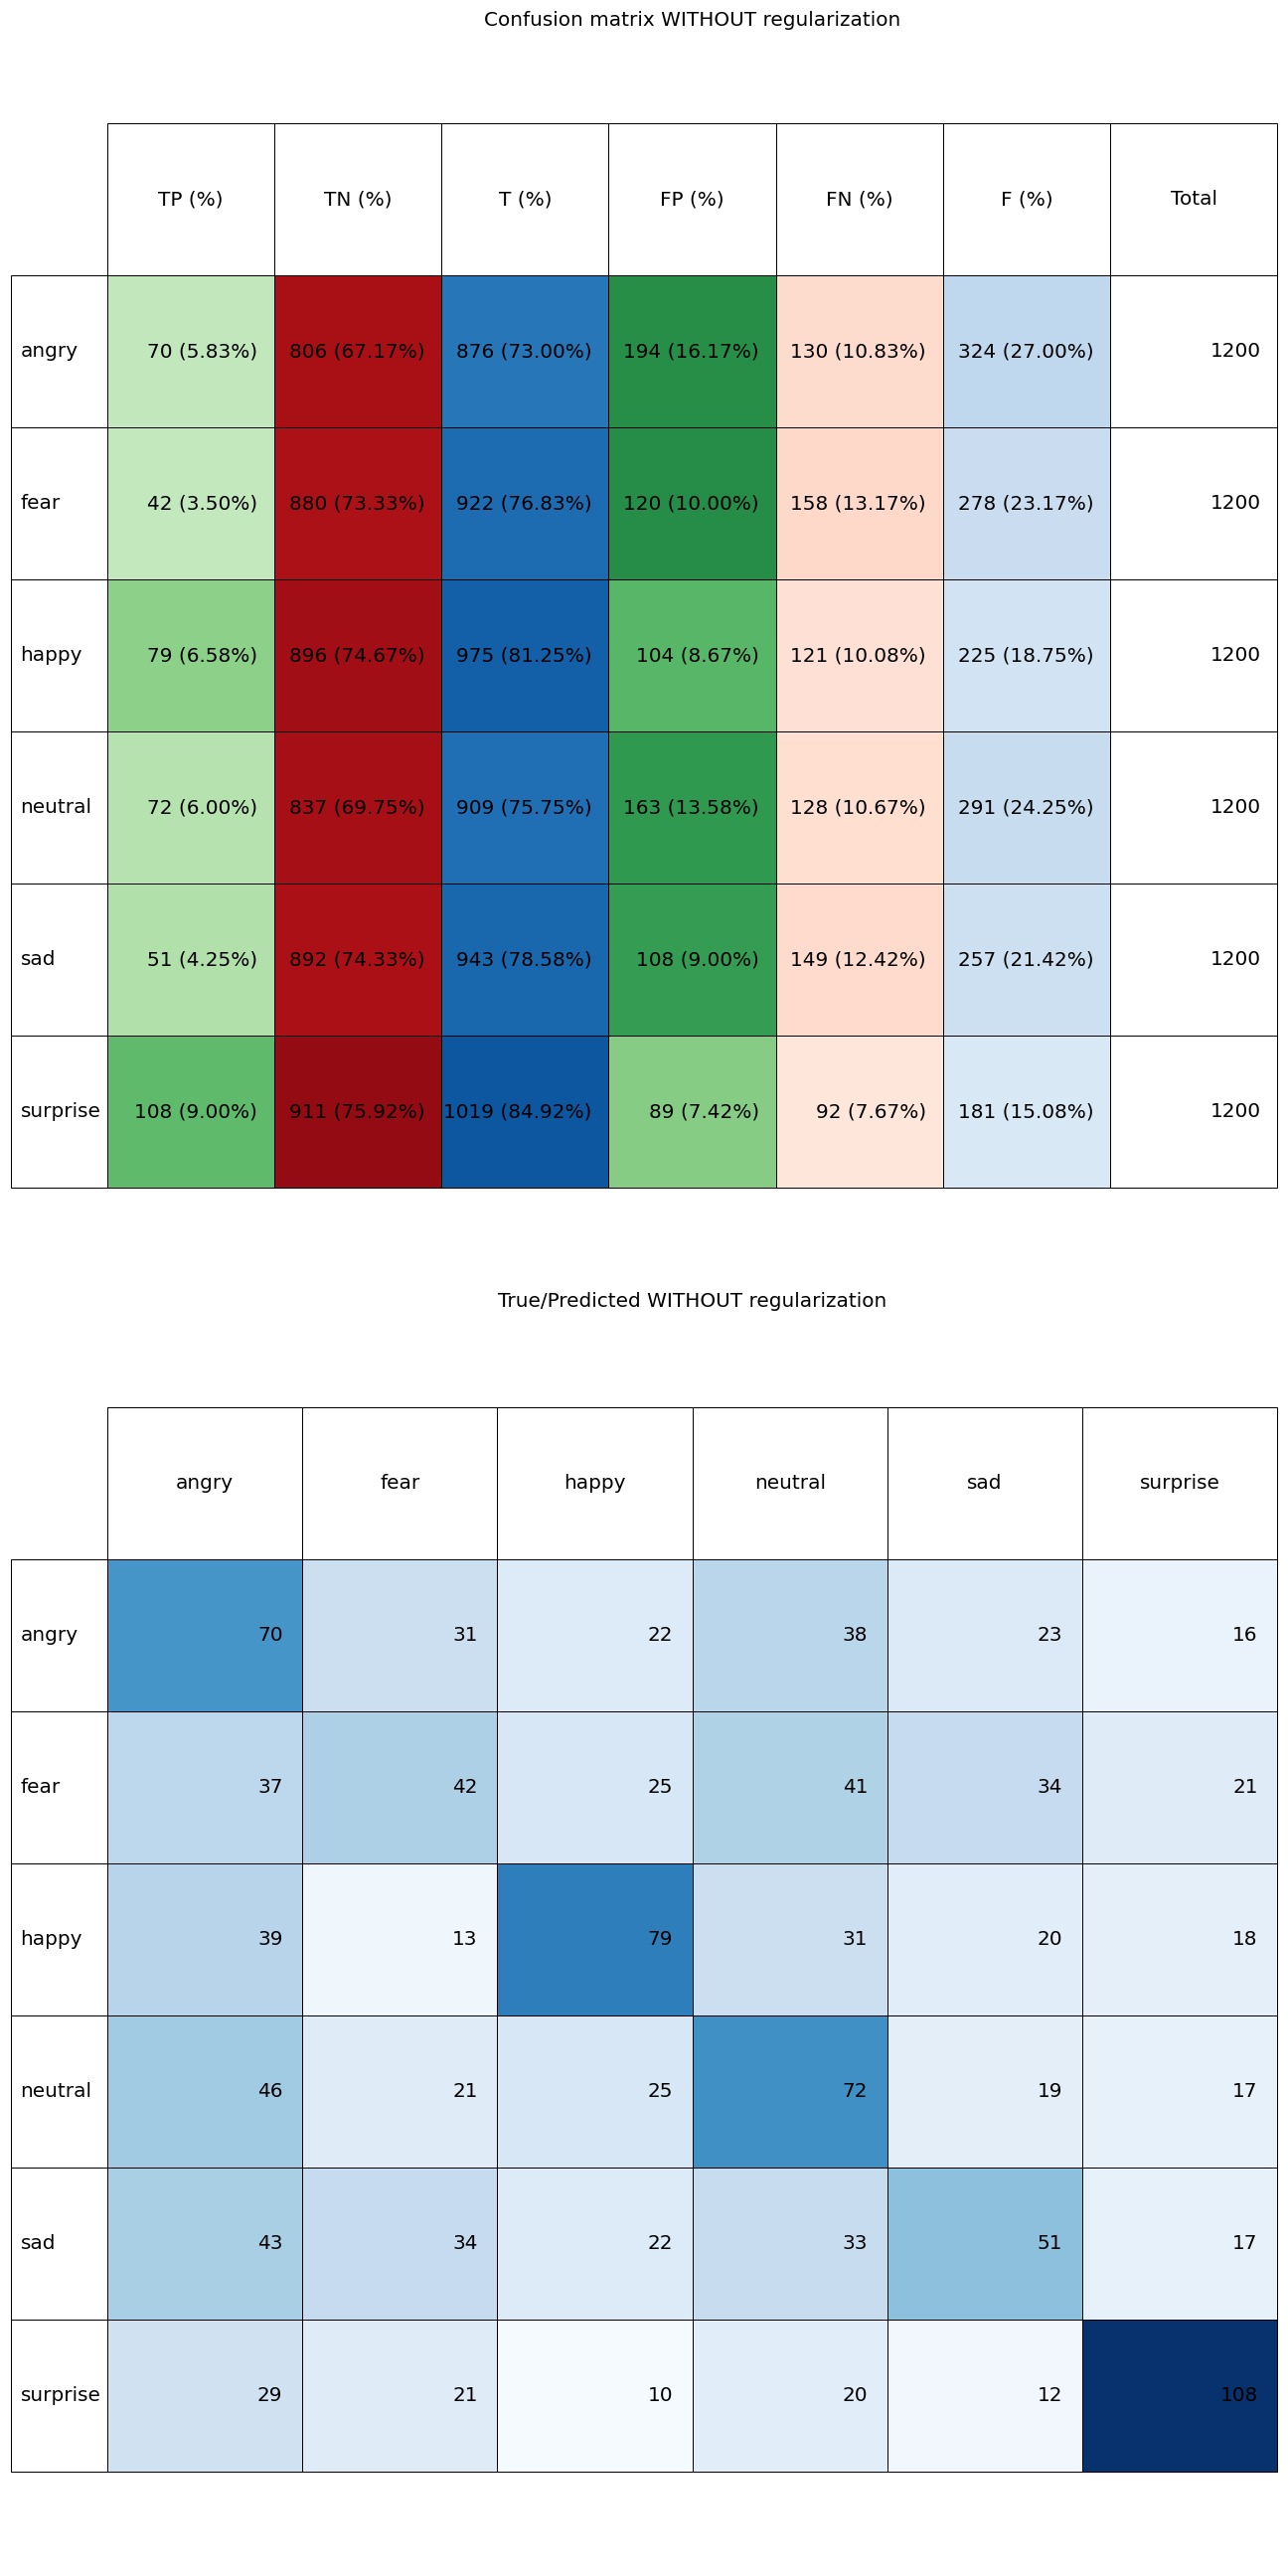 Confusion matrix WITHOUT regularization
TP (%) TN (%) T (%) FP (%) FN (%) F (%) Total
angry 70 (5.83%) 806 (67.17%) 876 (73.00%) 194 (16.17%) 130 (10.83%) 324 (27.00%) 1200
fear 42 (3.50%) 880 (73.33%) 922 (76.83%) 120 (10.00%) 158 (13.17%) 278 (23.17%) 1200
happy 79 (6.58%) 896 (74.67%) 975 (81.25%) 104 (8.67%) 121 (10.08%) 225 (18.75%) 1200
neutral 72 (6.00%) 837 (69.75%) 909 (75.75%) 163 (13.58%) 128 (10.67%) 291 (24.25%) 1200
sad 51 (4.25%) 892 (74.33%) 943 (78.58%) 108 (9.00%) 149 (12.42%) 257 (21.42%) 1200
surprise 108 (9.00%) 911 (75.92%) 1019 (84.92%) 89 (7.42%) 92 (7.67%) 181 (15.08%) 1200
True/Predicted WITHOUT regularization
angry fear happy neutral sad surprise
angry 70 31 22 38 23 16
fear 37 42 25 41 34 21
happy 39 13 79 31 20 18
neutral 46 21 25 72 19 17
sad 43 34 22 33 51 17
surprise 29 21 10 20 12 108